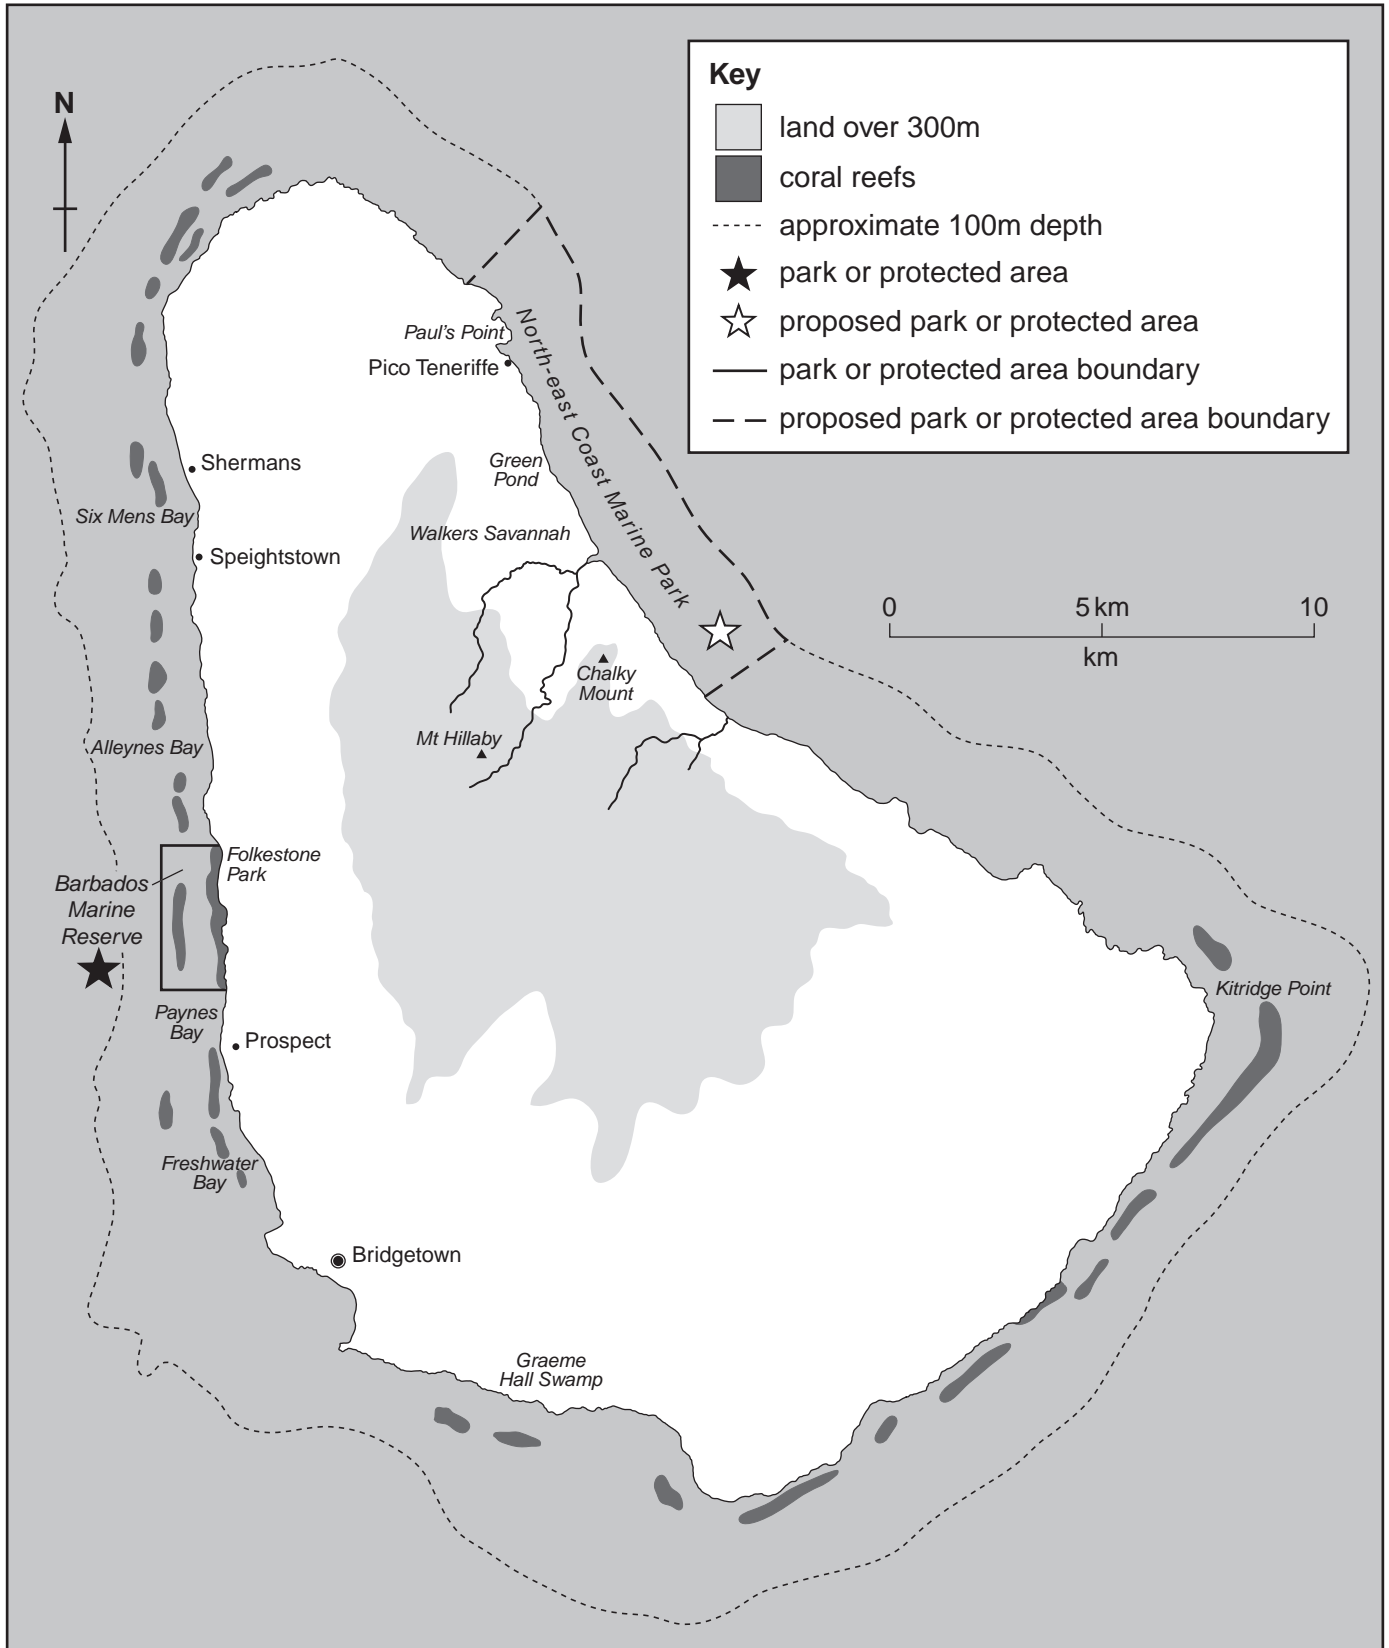 N
Key
land over 300m
coral reefs
approximate 100m depth
park or protected area
proposed park or protected area
park or protected area boundary
proposed park or protected area boundary
Paul's Point
Pico Teneriffe
North-east Coast Marine Park
Green
Pond
Shermans
Six Mens Bay
Walkers Savannah
Speightstown
0 5 km 10
km
Chalky
Mount
Mt Hillaby
Alleynes Bay
Folkestone
Park
Barbados
Marine
Reserve
Kitridge Point
Paynes
Bay
Prospect
Freshwater
Bay
Bridgetown
Graeme
Hall Swamp